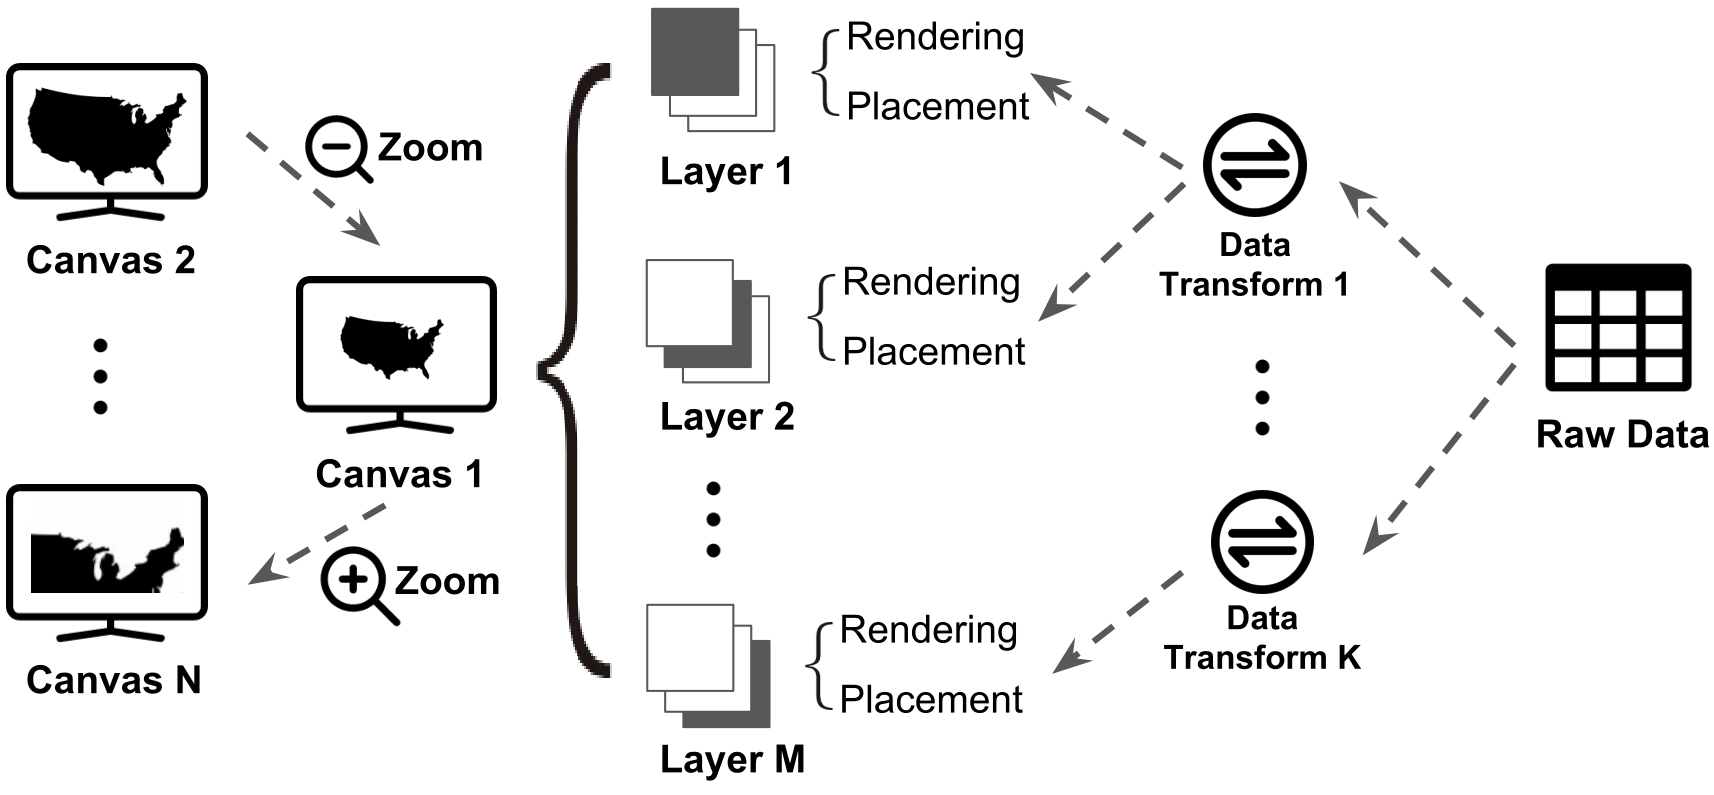 Canvas 2
Zoom
Canvas 1
Zoom
Canvas N
Rendering
Placement
Layer 1
Rendering
Placement
Layer 2
Rendering
Placement
Layer M
Data
Transform 1
Data
Transform K
Raw Data